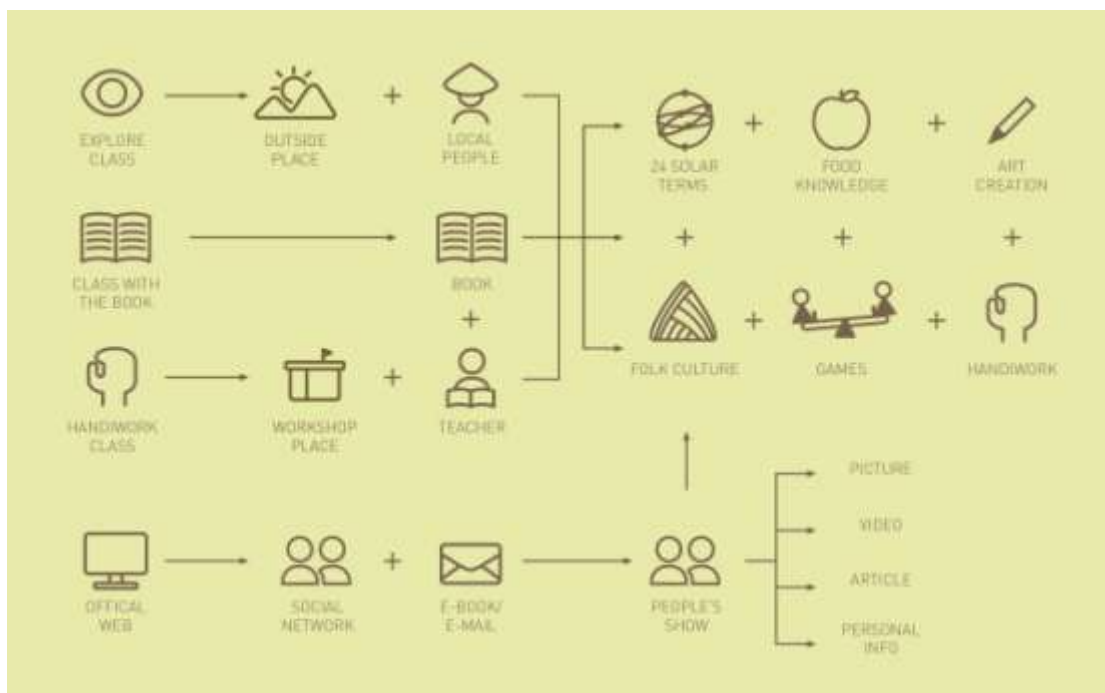 EXPLORE
CLASS
OUTSIDE
PLACE
LOCAL
PEOPLE
24 SOLAR
TERMS
FOOD
KNOWLEDGE
ART
CREATION
CLASS WITH
THE BOOK
BOOK
FOLK CULTURE
GAMES
HANDIWORK
HANDIWORK
CLASS
WORKSHOP
PLACE
TEACHER
PICTURE
VIDEO
ARTICLE
PERSONAL
INFO
OFFICAL
WEB
SOCIAL
NETWORK
E-BOOK/
E-MAIL
PEOPLE'S
SHOW